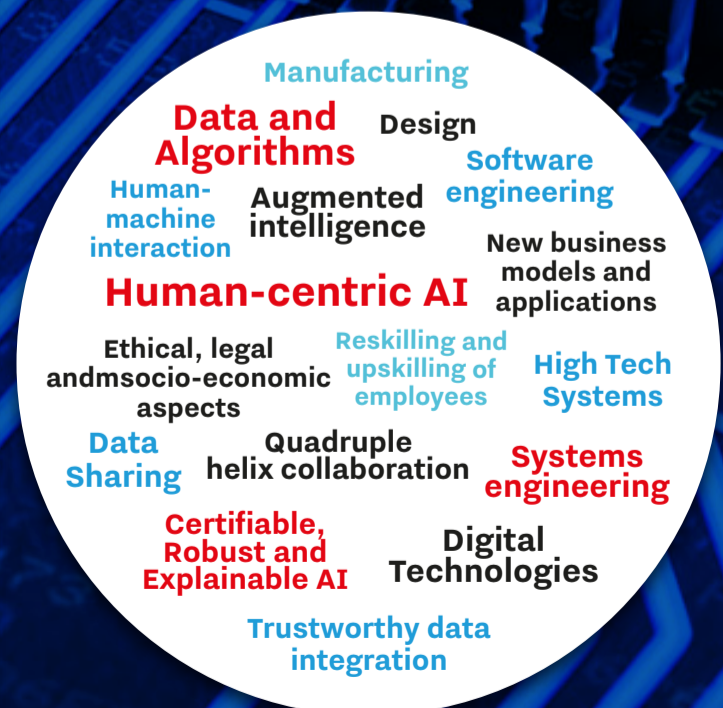 Manufacturing
Data and
Algorithms
Design
Software
engineering
Human-
machine
interaction
Augmented
intelligence
New business
models and
applications
Human-centric AI
Ethical, legal
andmsocio-economic
aspects
Reskilling and
upskilling of
employees
High Tech
Systems
Data
Sharing
Quadruple
helix collaboration
Systems
engineering
Certifiable,
Robust and
Explainable AI
Digital
Technologies
Trustworthy data
integration